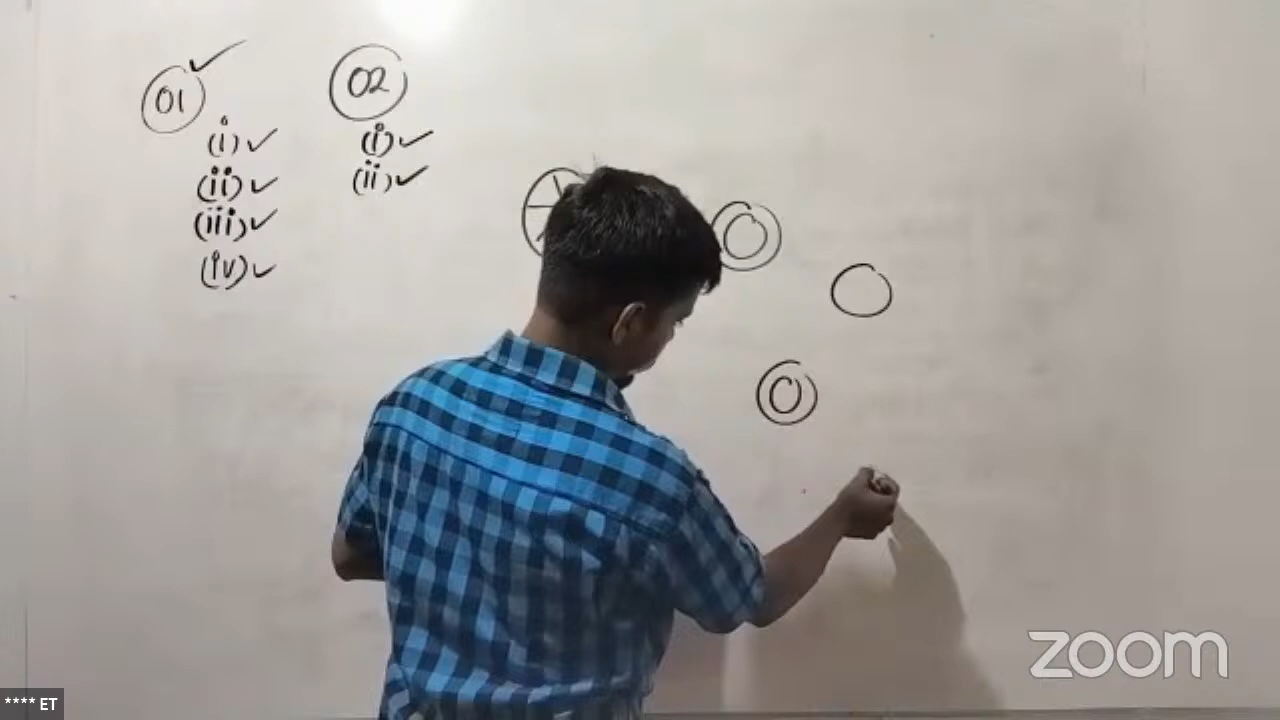 01 ✓ 02
(i) ✓ (i) ✓
(ii) ✓ (ii) ✓
(iii) ✓
(iv) ✓
zoom
**** ET